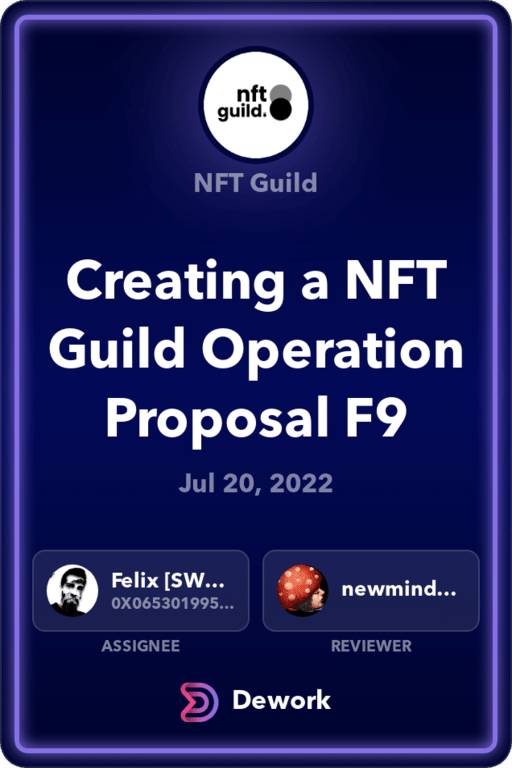 nft
guild.
NFT Guild
Creating a NFT
Guild Operation
Proposal F9
Jul 20, 2022
Felix [SW...
0X065301995...
newmind...
ASSIGNEE
REVIEWER
Dework